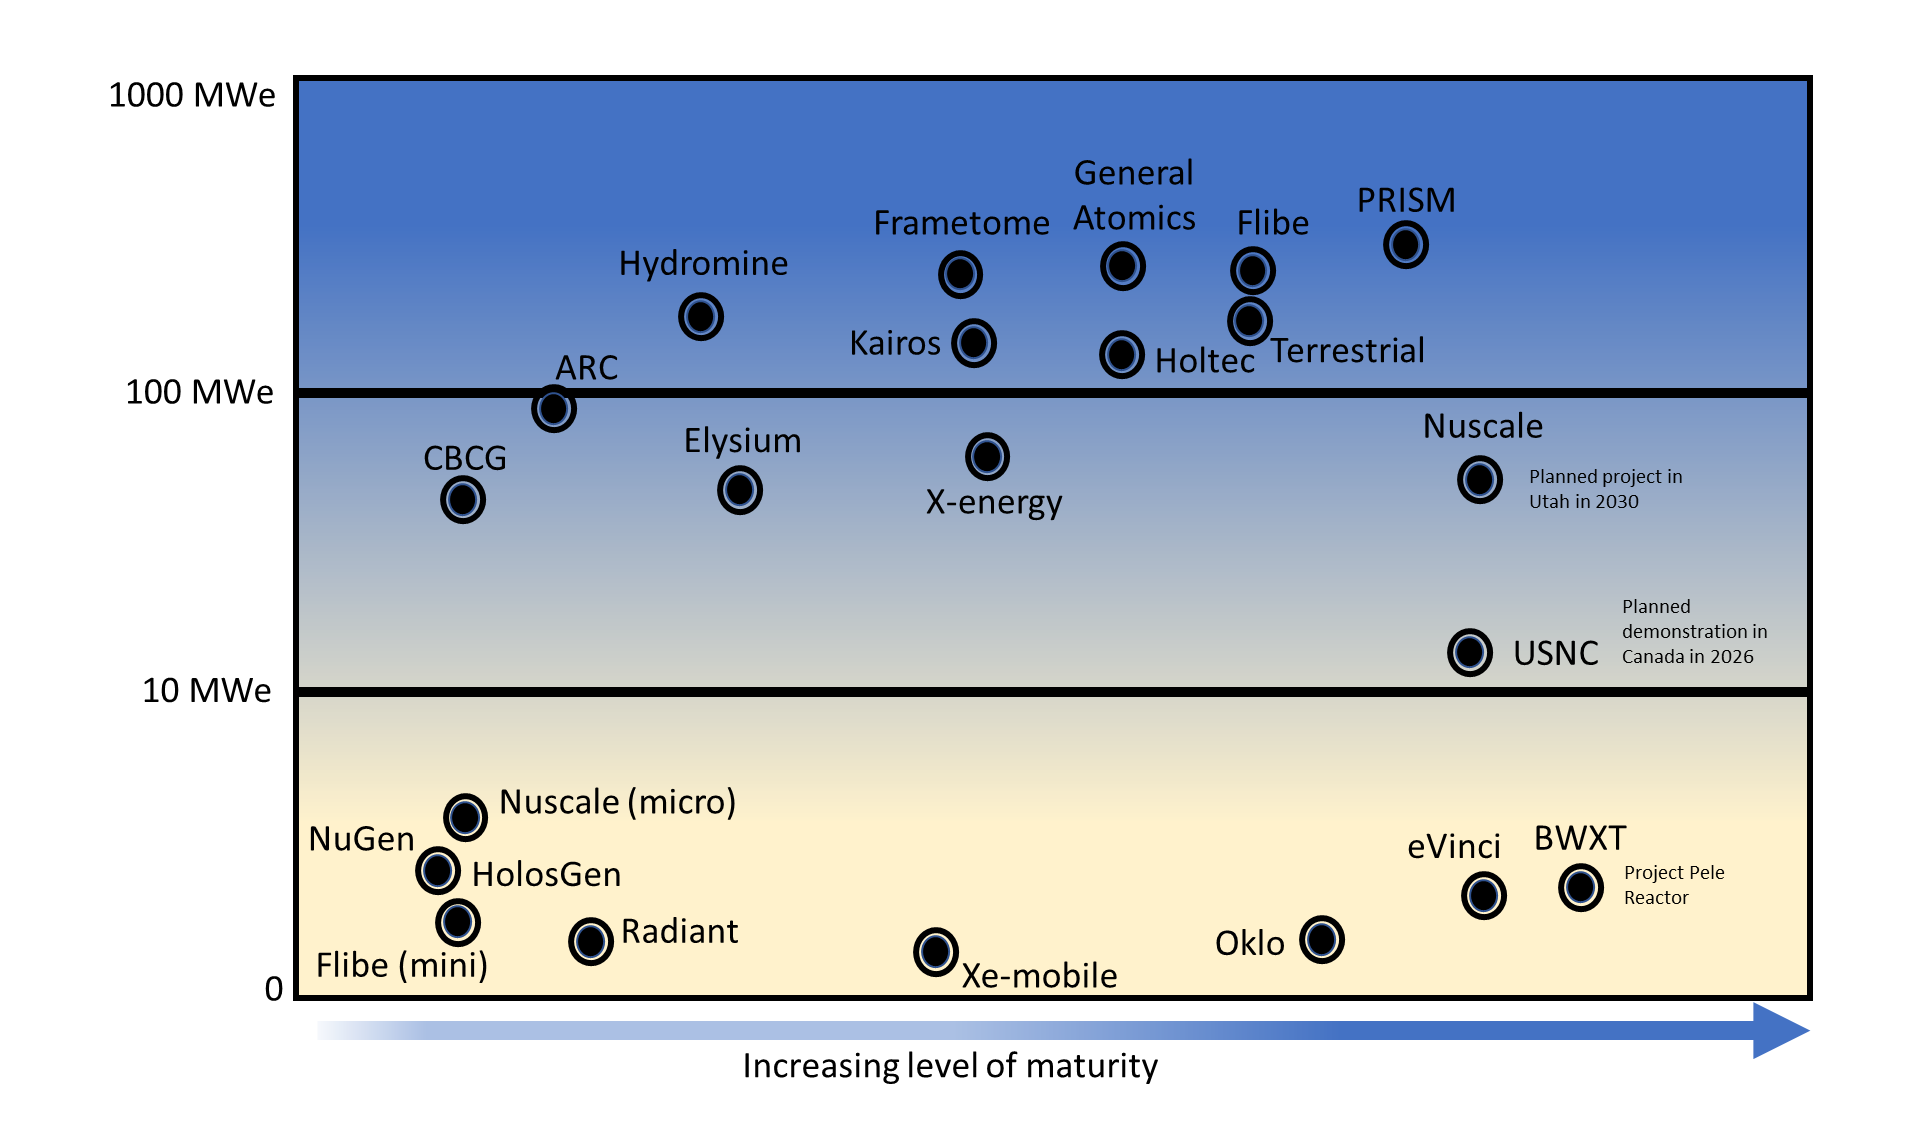 1000 MWe
General
Atomics
PRISM
Frametome
Flibe
Hydromine
Kairos
Holtec
Terrestrial
ARC
100 MWe
Nuscale
Elysium
CBCG
Planned project in
Utah in 2030
X-energy
Planned
demonstration in
Canada in 2026
USNC
10 MWe
Nuscale (micro)
NuGen
HolosGen
eVinci
BWXT
Project Pele
Reactor
Radiant
Oklo
Flibe (mini)
Xe-mobile
0
Increasing level of maturity